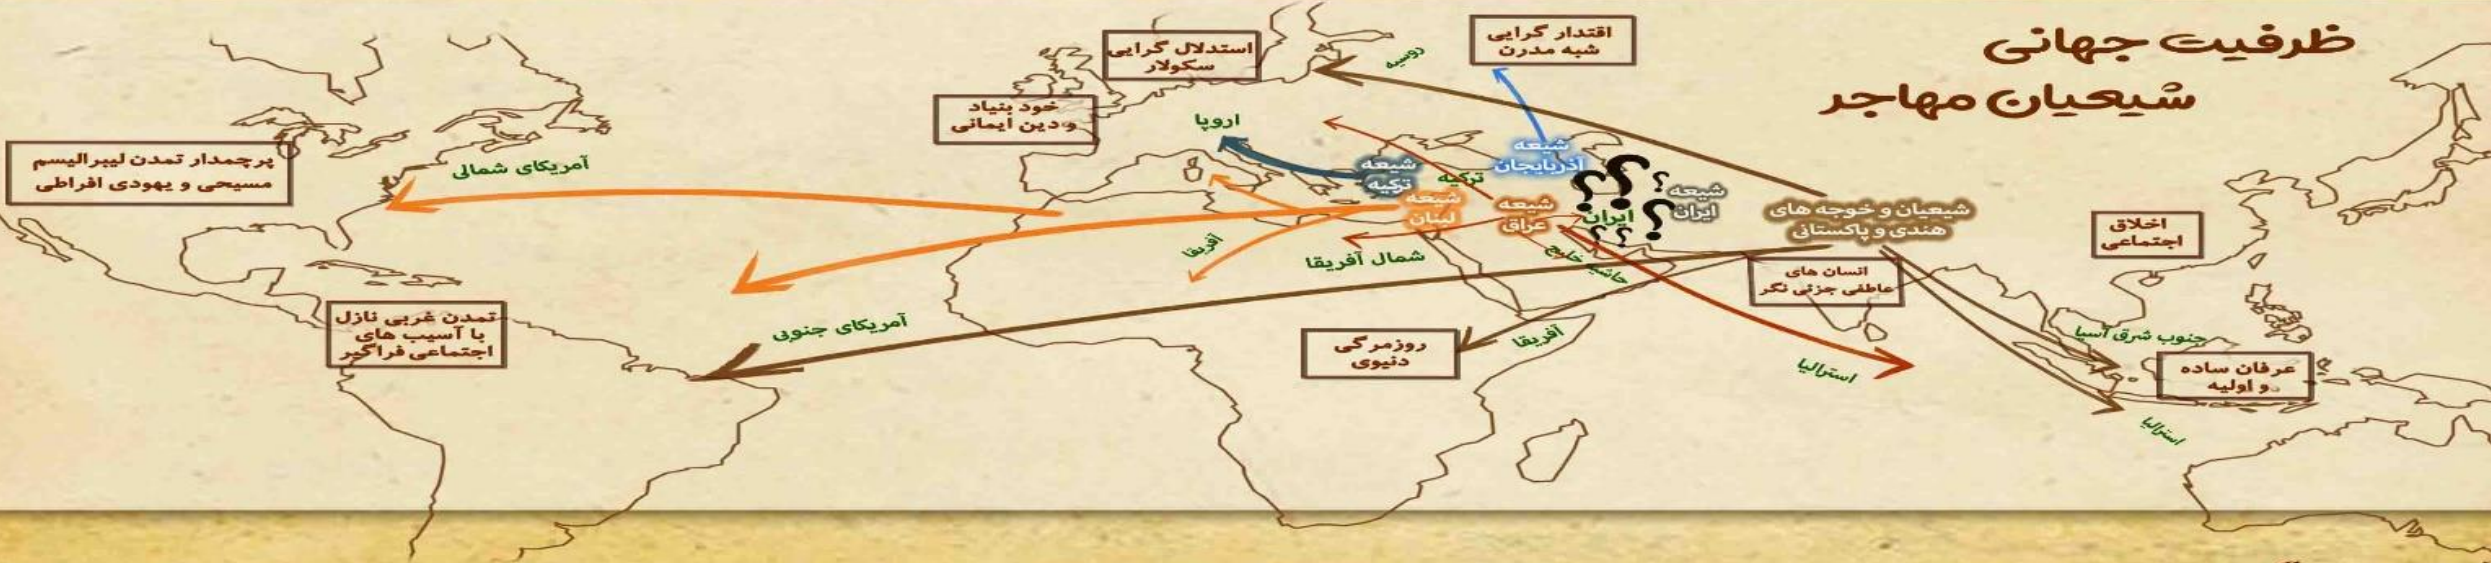 ظرفیت جهانی
شیعیان مهاجر
اقتدار گرایی
شبه مدرن
روسیه
استدلال گرایی
سکولار
خود بنیاد
و دین ایمانی
اروپا
پرچمدار تمدن لیبرالیسم
مسیحی و یهودی افراطی
آمریکای شمالی
شیعه
آذربایجان
شیعه
ترکیه
ترکیه
شیعه
لبنان
شیعه
عراق
ایران
شیعه
ایران
شیعیان و خوجه های
هندی و پاکستانی
اخلاق
اجتماعی
انسان های
عاطفی جزئی نگر
حاشیه خلیج
شمال آفریقا
آفریقا
تمدن غربی نازل
با آسیب های
اجتماعی فراگیر
آمریکای جنوبی
روزمرگی
دنیوی
آفریقا
استرالیا
جنوب شرق آسیا
عرفان ساده
و اولیه
استرالیا
؟؟؟؟؟؟